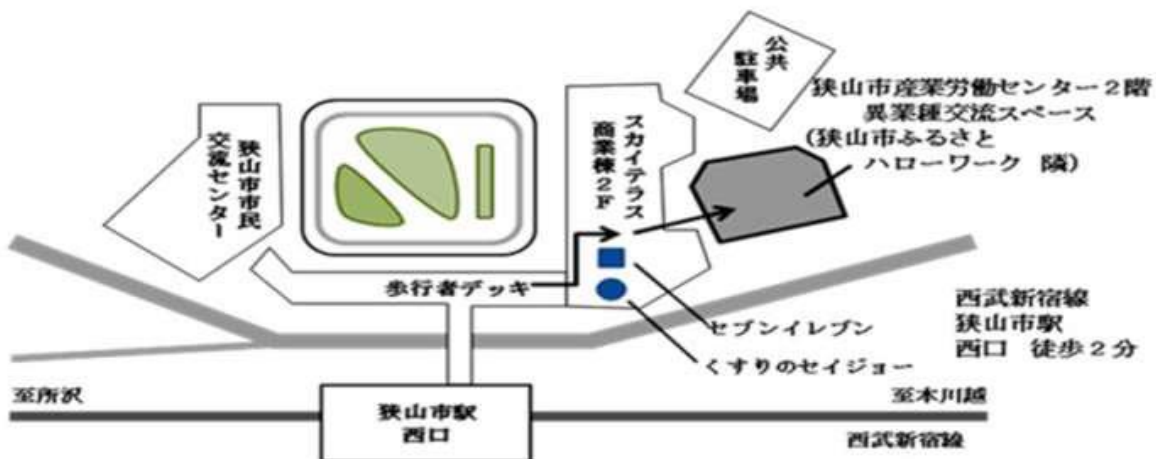 公共
駐車場
狭山市産業労働センター2階
異業種交流スペース
(狭山市ふるさと
ハローワーク 隣)
狭山市市民
交流センター
スカイテラス
商業棟2F
歩行者デッキ
セブンイレブン
くすりのセイジョー
西武新宿線
狭山市駅
西口 徒歩2分
至所沢
至本川越
狭山市駅
西口
西武新宿線